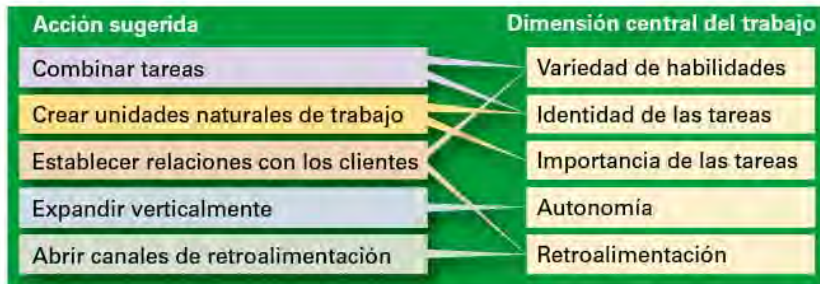 Acción sugerida
Dimensión central del trabajo
Combinar tareas
Variedad de habilidades
Crear unidades naturales de trabajo
Identidad de las tareas
Establecer relaciones con los clientes
Importancia de las tareas
Expandir verticalmente
Autonomía
Abrir canales de retroalimentación
Retroalimentación